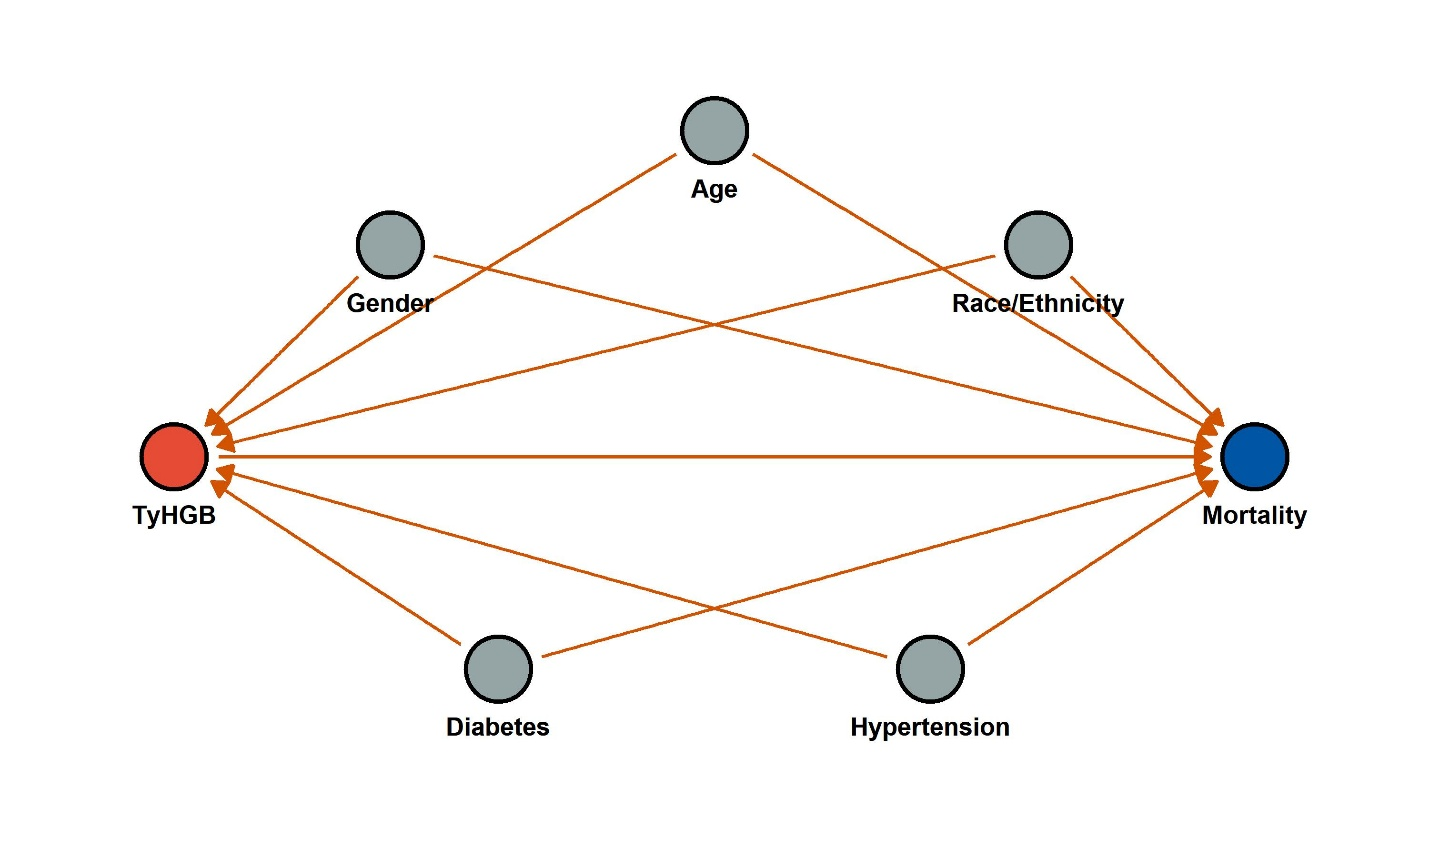 Age
Gender
Race/Ethnicity
TyHGB
Mortality
Diabetes
Hypertension